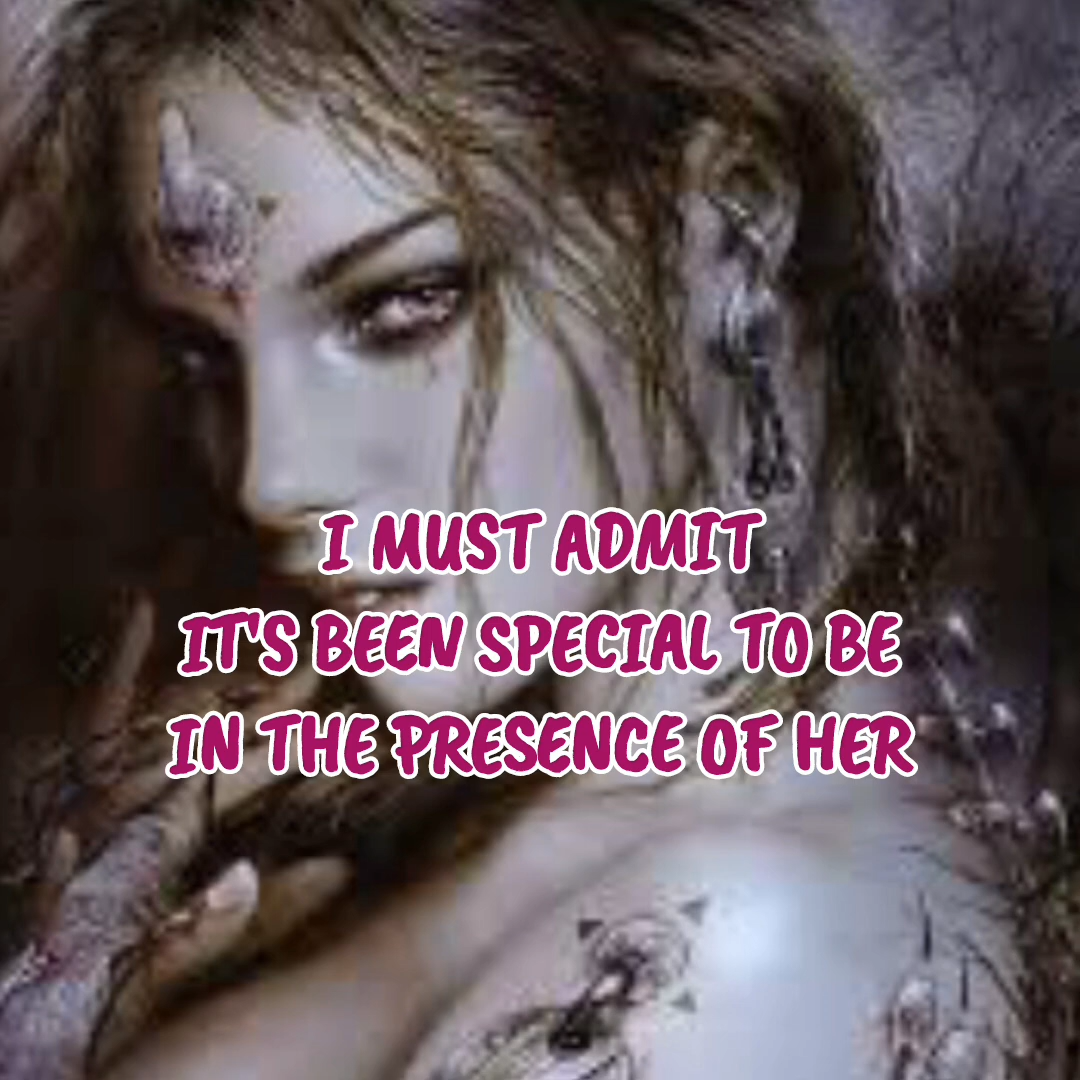 I MUST ADMIT
IT'S BEEN SPECIAL TO BE
IN THE PRESENCE OF HER